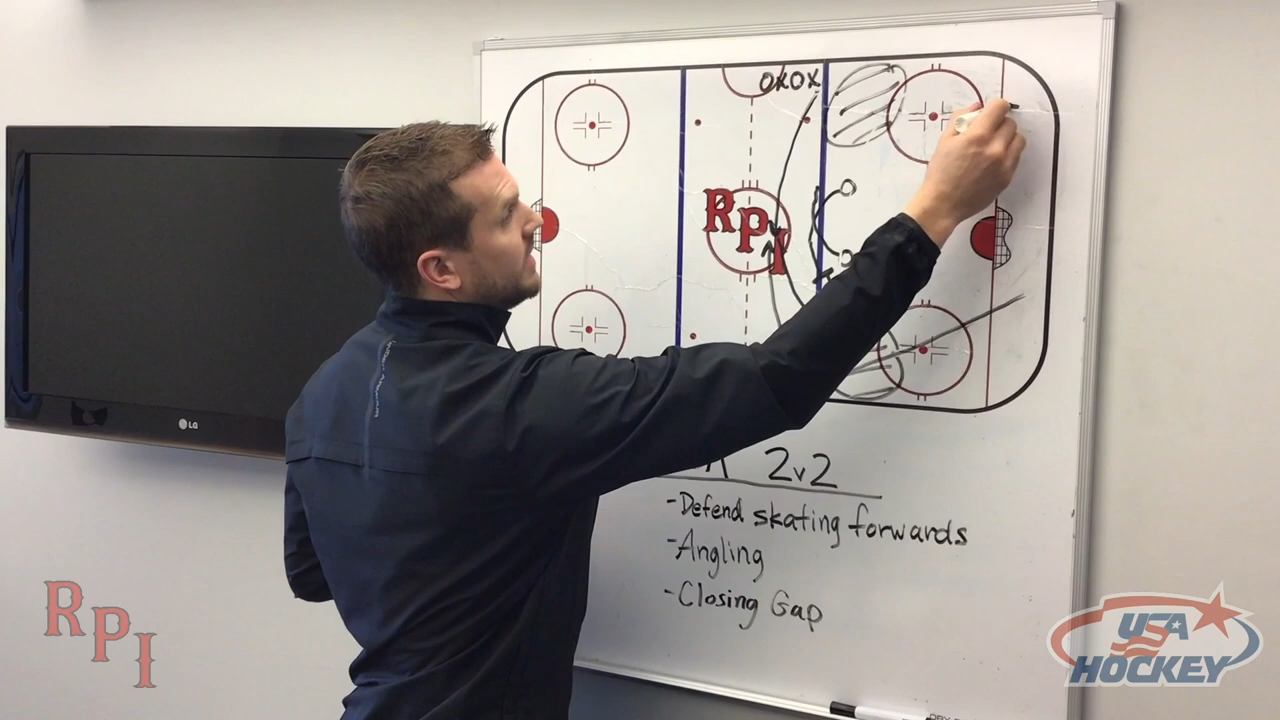 OXOX
RPI
LG
2v2
- Defend skating forwards
- Angling
- Closing Gap
RPI
USA
HOCKEY